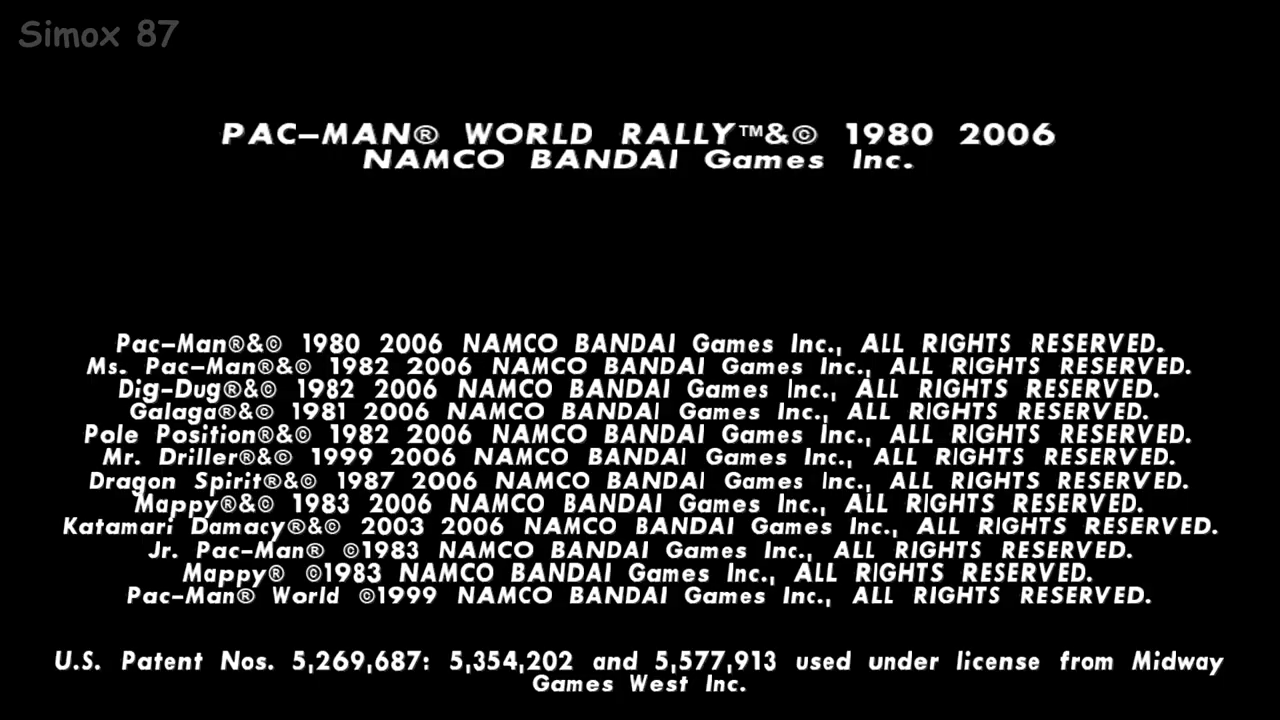 Simox 87
PAC-MAN® WORLD RALLY™&© 1980 2006
NAMCO BANDAI Games Inc.
Pac-Man®&© 1980 2006 NAMCO BANDAI Games Inc., ALL RIGHTS RESERVED.
Ms. Pac-Man®&© 1982 2006 NAMCO BANDAI Games Inc., ALL RIGHTS RESERVED.
Dig-Dug®&© 1982 2006 NAMCO BANDAI Games Inc., ALL RIGHTS RESERVED.
Galaga®&© 1981 2006 NAMCO BANDAI Games Inc., ALL RIGHTS RESERVED.
Pole Position®&© 1982 2006 NAMCO BANDAI Games Inc., ALL RIGHTS RESERVED.
Mr. Driller®&© 1999 2006 NAMCO BANDAI Games Inc., ALL RIGHTS RESERVED.
Dragon Spirit®&© 1987 2006 NAMCO BANDAI Games Inc., ALL RIGHTS RESERVED.
Mappy®&© 1983 2006 NAMCO BANDAI Games Inc., ALL RIGHTS RESERVED.
Katamari Damacy®&© 2003 2006 NAMCO BANDAI Games Inc., ALL RIGHTS RESERVED.
Jr. Pac-Man® ©1983 NAMCO BANDAI Games Inc., ALL RIGHTS RESERVED.
Mappy® ©1983 NAMCO BANDAI Games Inc., ALL RIGHTS RESERVED.
Pac-Man® World ©1999 NAMCO BANDAI Games Inc., ALL RIGHTS RESERVED.
U.S. Patent Nos. 5,269,687: 5,354,202 and 5,577,913 used under license from Midway
Games West Inc.